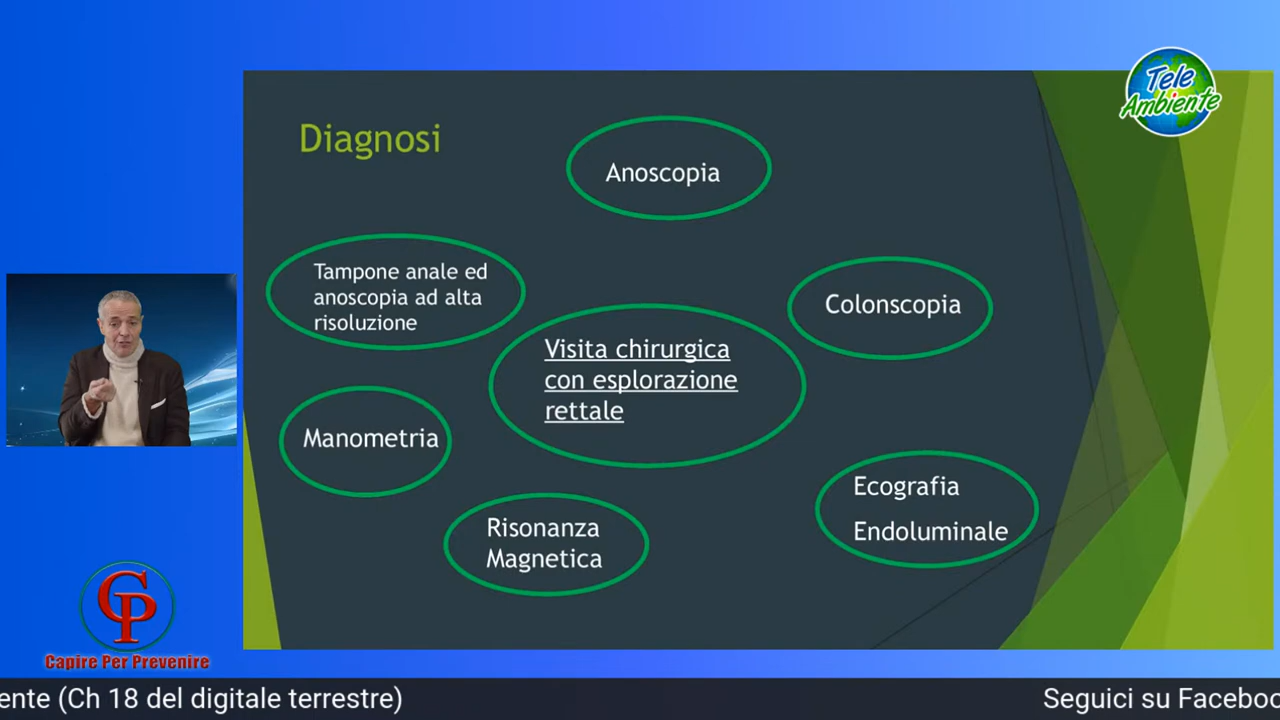 Tele
Ambiente
Diagnosi
Anoscopia
Tampone anale ed
anoscopia ad alta
risoluzione
Colonscopia
Visita chirurgica
con esplorazione
rettale
Manometria
Ecografia
Endoluminale
Risonanza
Magnetica
CP
Capire Per Prevenire
ente (Ch 18 del digitale terrestre)
Seguici su Faceboo